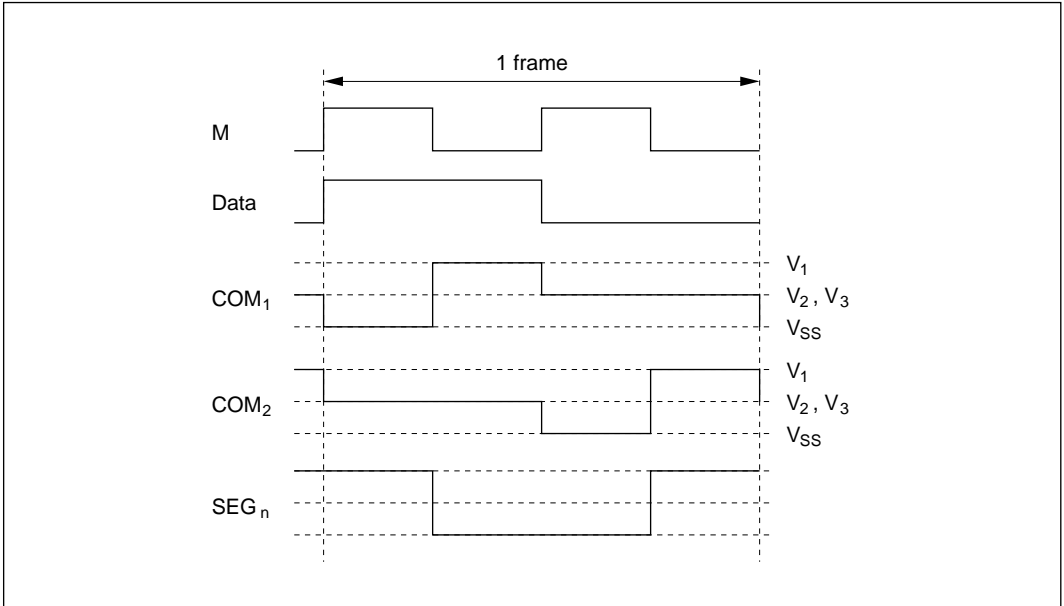 1 frame
M
Data
V1
COM1
V2 , V3
VSS
V1
COM2
V2 , V3
VSS
SEG n